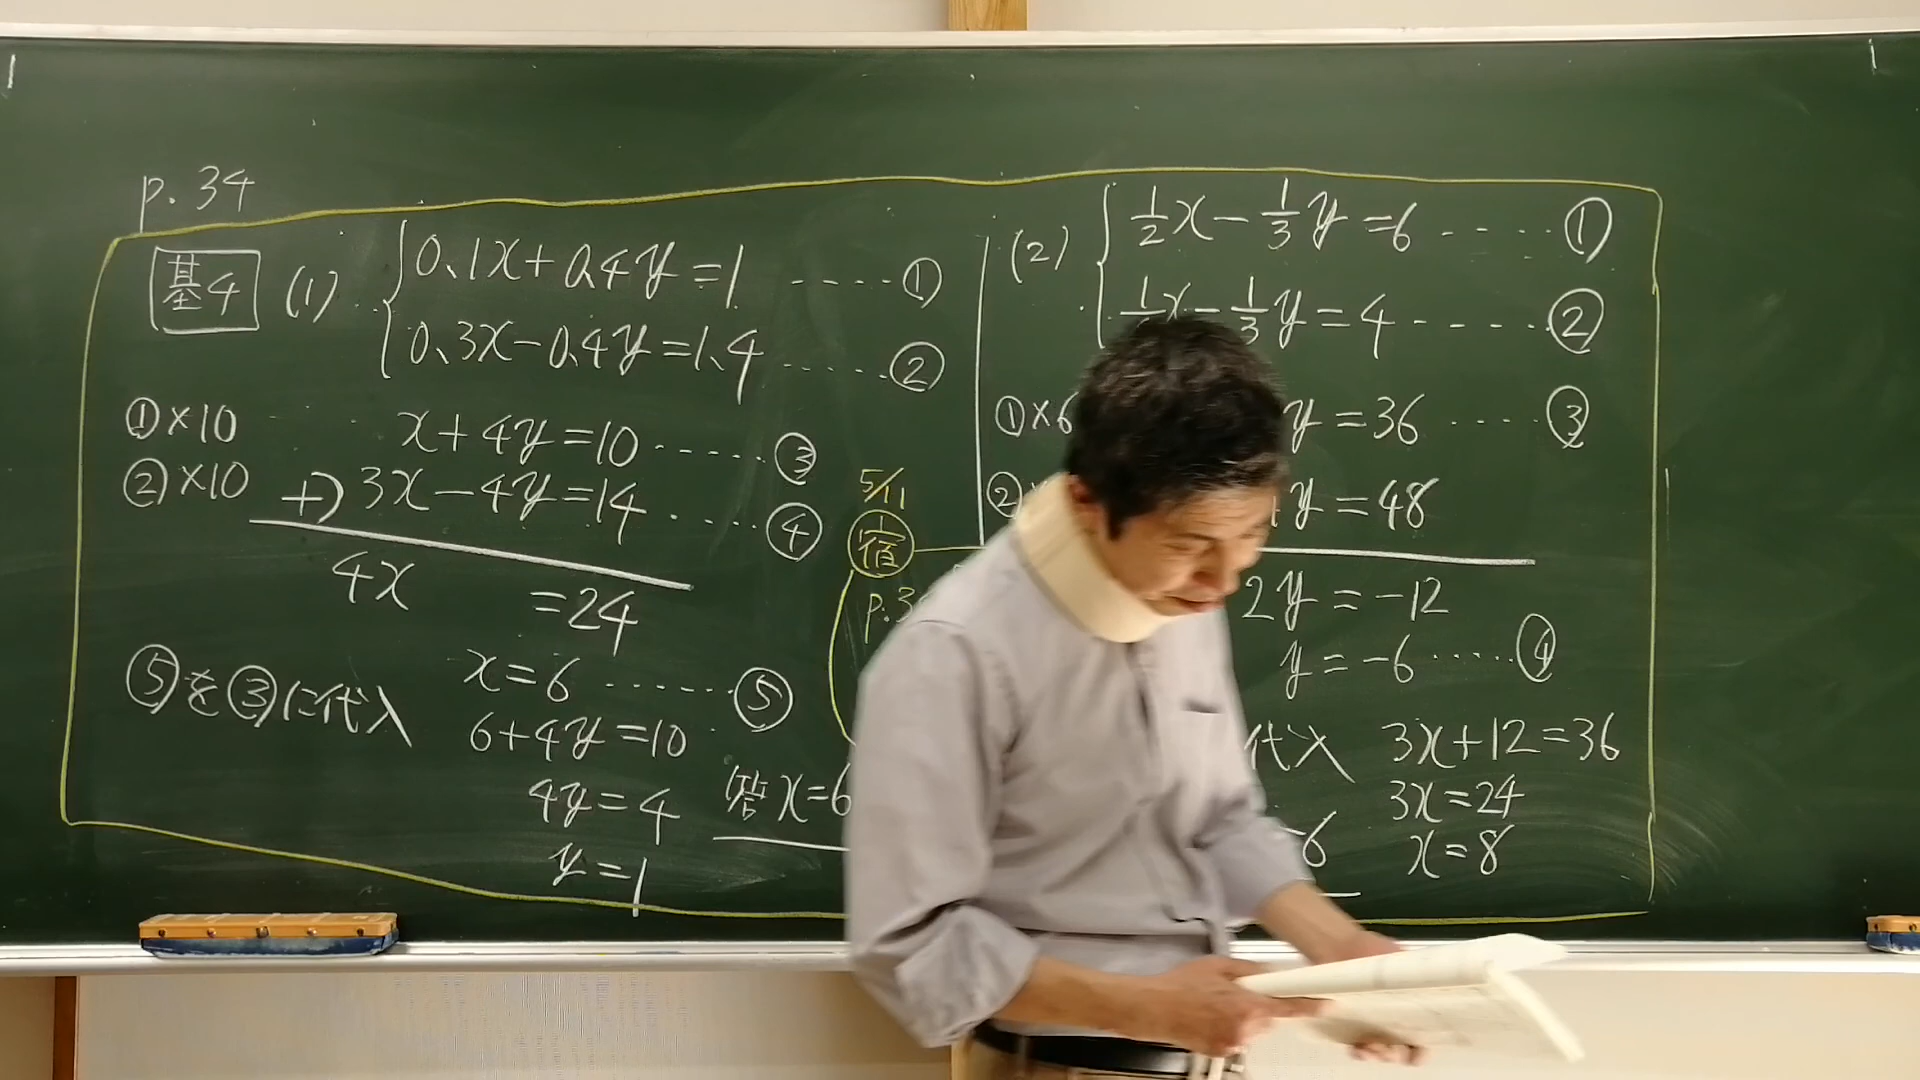 p.34
基4 (1) 0.1x+0.4y=1 ----①
0.3x-0.4y=1.4 ······②
①×10 x+4y=10 ------③
②×10 +) 3x-4y=14 ····④
4x =24
x=6 ······⑤
⑤を③に代入 6+4y=10
4y=4
y=1
答 x=6
5/11
宿
p.3
(2) 1/2x-1/3y=6 ----①
x-1/3y=4 -----②
①×6 y=36 ····③
② y=48
2y=-12
y=-6 ·····④
代入 3x+12=36
3x=24
x=8
-6